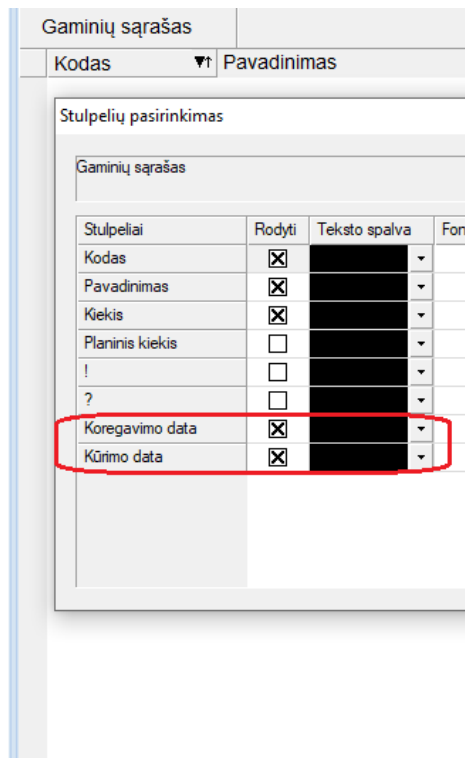 Gaminių sąrašas
Kodas Pavadinimas
Stulpelių pasirinkimas
Gaminių sąrašas
Stulpeliai Rodyti Teksto spalva Fon
Kodas
Pavadinimas
Kiekis
Planinis kiekis
!
?
Koregavimo data
Kūrimo data